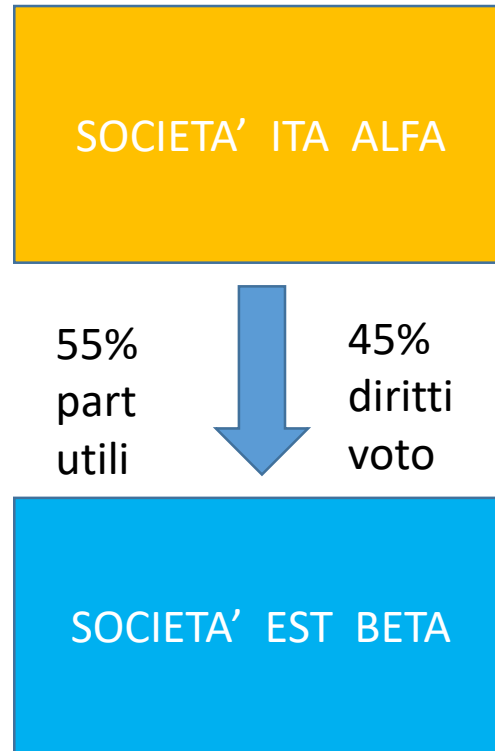 SOCIETA’ ITA ALFA
55%
part
utili
45%
diritti
voto
SOCIETA’ EST BETA